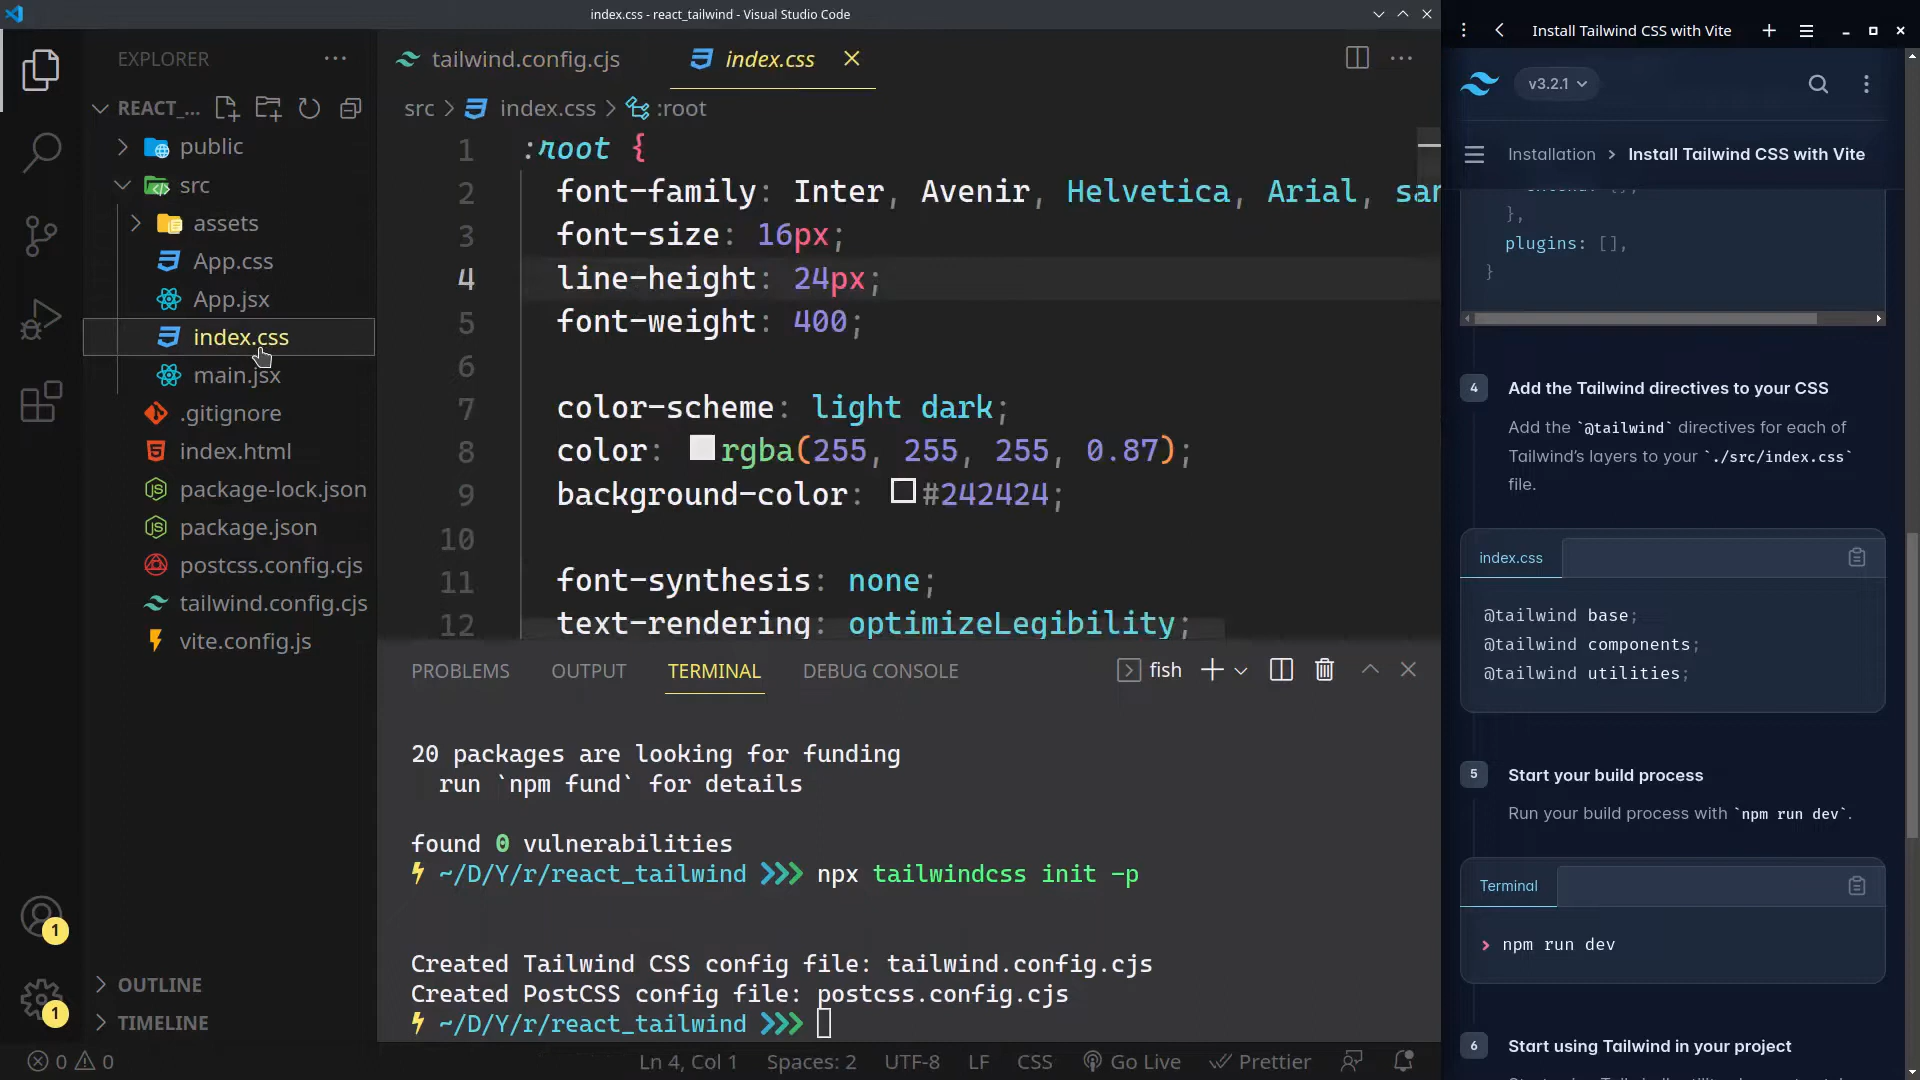 index.css - react_tailwind - Visual Studio Code
EXPLORER
REACT_...
public
src
assets
App.css
App.jsx
index.css
main.jsx
.gitignore
index.html
package-lock.json
package.json
postcss.config.cjs
tailwind.config.cjs
vite.config.js
OUTLINE
TIMELINE
1
1
tailwind.config.cjs
index.css
src > index.css > :root
1 :root {
2 font-family: Inter, Avenir, Helvetica, Arial, san
3 font-size: 16px;
4 line-height: 24px;
5 font-weight: 400;
6
7 color-scheme: light dark;
8 color: rgba(255, 255, 255, 0.87);
9 background-color: #242424;
10
11 font-synthesis: none;
12 text-rendering: optimizeLegibility;
PROBLEMS OUTPUT TERMINAL DEBUG CONSOLE
fish
20 packages are looking for funding
run `npm fund` for details
found 0 vulnerabilities
~/D/Y/r/react_tailwind >>> npx tailwindcss init -p
Created Tailwind CSS config file: tailwind.config.cjs
Created PostCSS config file: postcss.config.cjs
~/D/Y/r/react_tailwind >>>
0 0
Ln 4, Col 1 Spaces: 2 UTF-8 LF CSS Go Live Prettier
Install Tailwind CSS with Vite
v3.2.1
Installation > Install Tailwind CSS with Vite
},
plugins: [],
}
4 Add the Tailwind directives to your CSS
Add the `@tailwind` directives for each of
Tailwind's layers to your `./src/index.css`
file.
index.css
@tailwind base;
@tailwind components;
@tailwind utilities;
5 Start your build process
Run your build process with `npm run dev`.
Terminal
> npm run dev
6 Start using Tailwind in your project